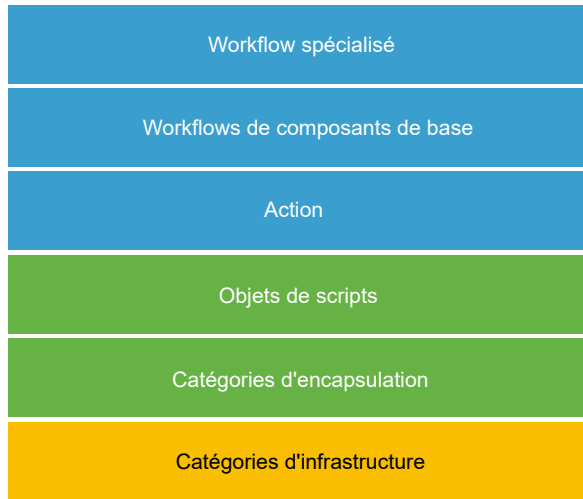 Workflow spécialisé
Workflows de composants de base
Action
Objets de scripts
Catégories d'encapsulation
Catégories d'infrastructure